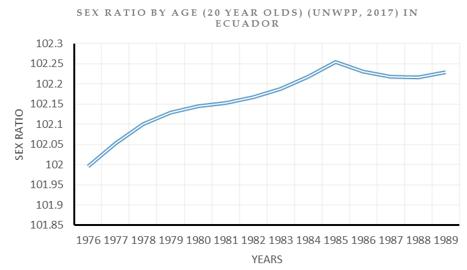 SEX RATIO BY AGE (20 YEAR OLDS) (UNWPP, 2017) IN
ECUADOR
102.3
102.25
102.2
102.15
102.1
102.05
102
101.95
101.9
101.85
SEX RATIO
1976 1977 1978 1979 1980 1981 1982 1983 1984 1985 1986 1987 1988 1989
YEARS